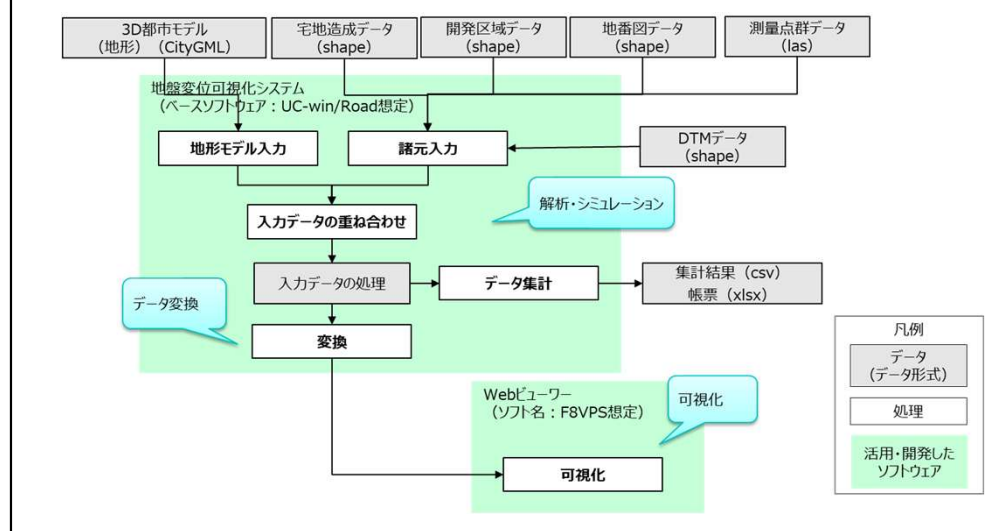 3D都市モデル
（地形）（CityGML）
宅地造成データ
(shape)
開発区域データ
(shape)
地番図データ
(shape)
測量点群データ
(las)
地盤変位可視化システム
（ベースソフトウェア：UC-win/Road想定）
地形モデル入力
諸元入力
DTMデータ
(shape)
入力データの重ね合わせ
解析・シミュレーション
入力データの処理
データ集計
集計結果（csv）
帳票（xlsx）
データ変換
変換
Webビューワー
（ソフト名：F8VPS想定）
可視化
可視化
凡例
データ
(データ形式)
処理
活用・開発した
ソフトウェア